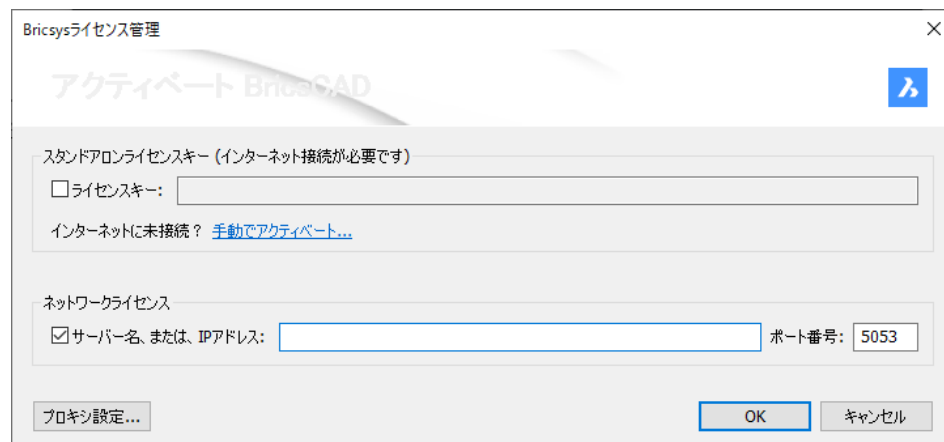 Bricsysライセンス管理
アクティベート BricsCAD
スタンドアロンライセンスキー (インターネット接続が必要です)
ライセンスキー:
インターネットに未接続？ 手動でアクティベート...
ネットワークライセンス
サーバー名、または、IPアドレス: ポート番号: 5053
プロキシ設定... OK キャンセル